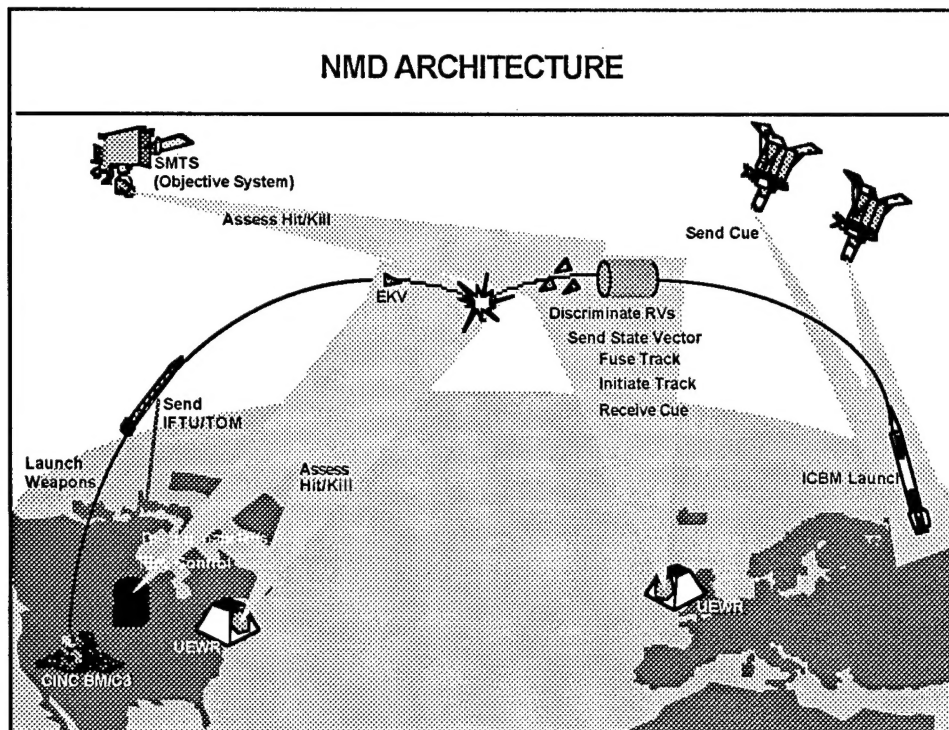 NMD ARCHITECTURE
SMTS
(Objective System)
Assess Hit/Kill
Send Cue
EKV
Discriminate RVs
Send State Vector
Fuse Track
Initiate Track
Receive Cue
Send
IFTU/TOM
Launch
Weapons
Assess
Hit/Kill
ICBM Launch
Control
UEWR
UEWR
CINC BM/C3